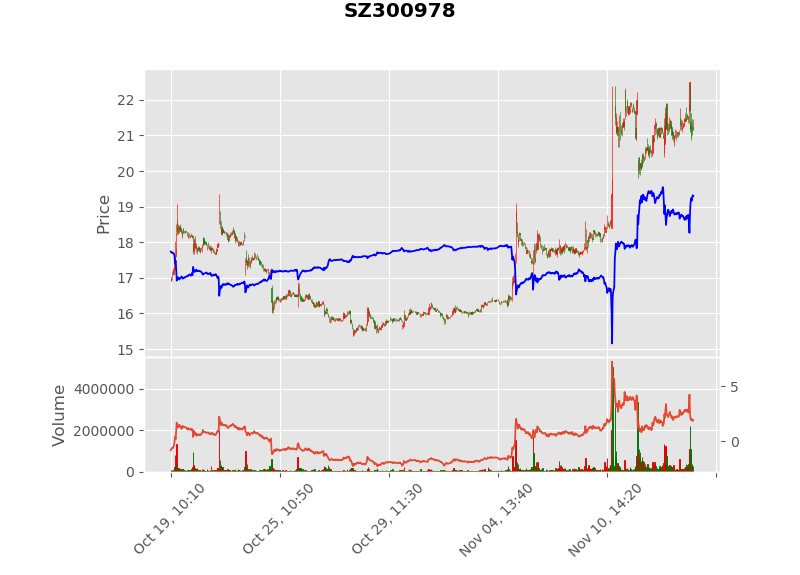 SZ300978
22
21
20
19
18
17
16
15
Price
4000000
2000000
0
Volume
5
0
Oct 19, 10:10
Oct 25, 10:50
Oct 29, 11:30
Nov 04, 13:40
Nov 10, 14:20